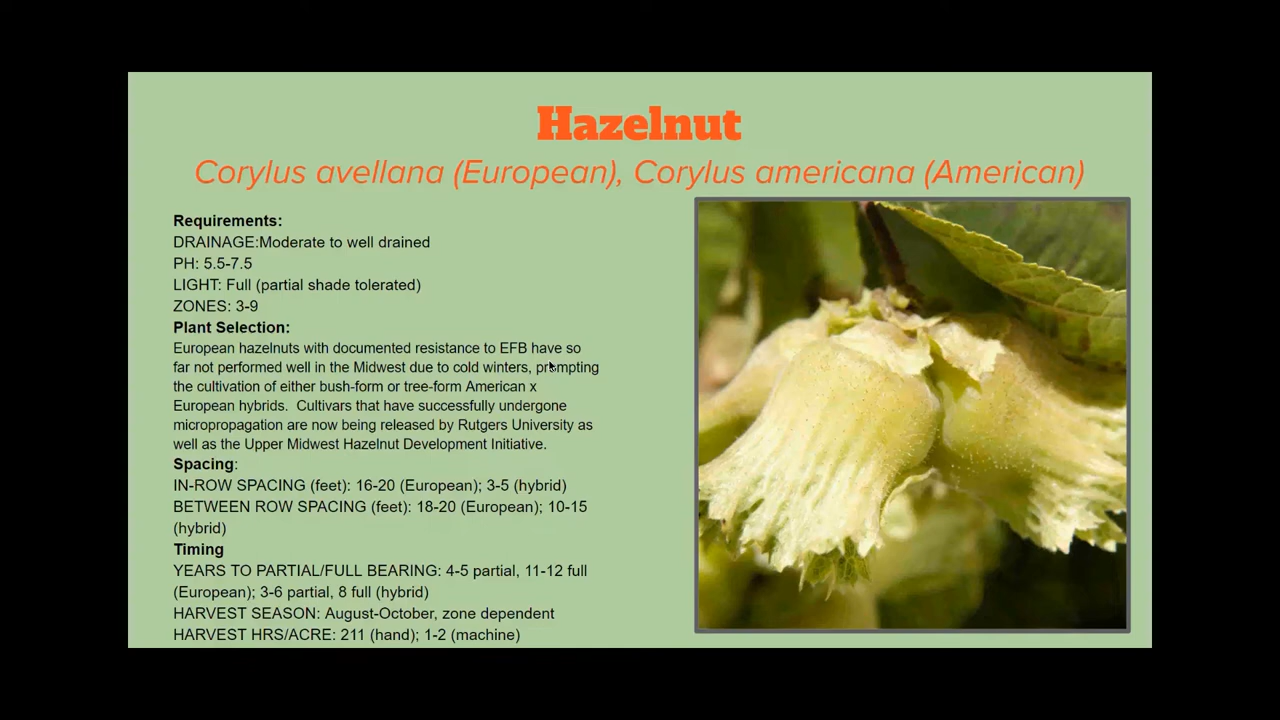 Hazelnut
Corylus avellana (European), Corylus americana (American)
Requirements:
DRAINAGE:Moderate to well drained
PH: 5.5-7.5
LIGHT: Full (partial shade tolerated)
ZONES: 3-9
Plant Selection:
European hazelnuts with documented resistance to EFB have so
far not performed well in the Midwest due to cold winters, prompting
the cultivation of either bush-form or tree-form American x
European hybrids.  Cultivars that have successfully undergone
micropropagation are now being released by Rutgers University as
well as the Upper Midwest Hazelnut Development Initiative.
Spacing:
IN-ROW SPACING (feet): 16-20 (European); 3-5 (hybrid)
BETWEEN ROW SPACING (feet): 18-20 (European); 10-15
(hybrid)
Timing
YEARS TO PARTIAL/FULL BEARING: 4-5 partial, 11-12 full
(European); 3-6 partial, 8 full (hybrid)
HARVEST SEASON: August-October, zone dependent
HARVEST HRS/ACRE: 211 (hand); 1-2 (machine)